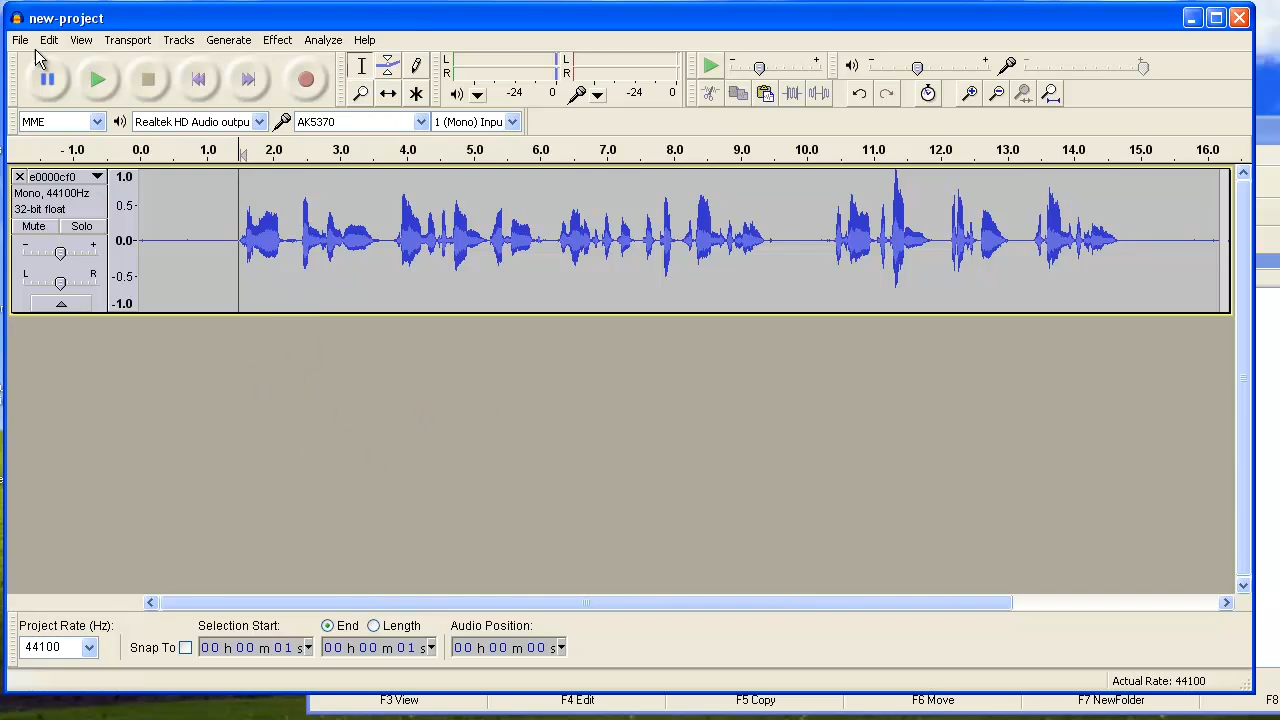 new-project
File Edit View Transport Tracks Generate Effect Analyze Help
L R -24 0 L R -24 0
MME Realtek HD Audio outpu AK5370 1 (Mono) Inpu
- 1.0 0.0 1.0 2.0 3.0 4.0 5.0 6.0 7.0 8.0 9.0 10.0 11.0 12.0 13.0 14.0 15.0 16.0
e0000cf0 1.0
Mono, 44100Hz
32-bit float 0.5-
Mute Solo
- + 0.0-
L R -0.5-
-1.0
Project Rate (Hz): Selection Start: End Length Audio Position:
44100 Snap To 00 h 00 m 01 s 00 h 00 m 01 s 00 h 00 m 00 s
Actual Rate: 44100
F3 View F4 Edit F5 Copy F6 Move F7 NewFolder F8